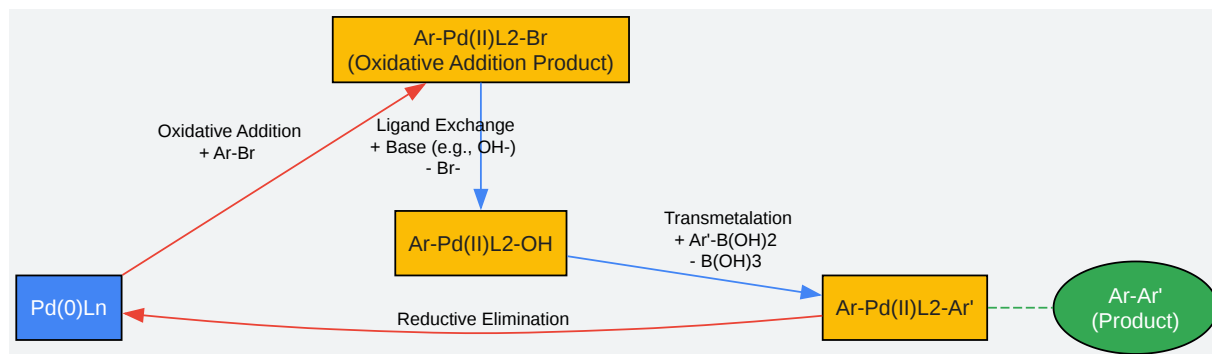 Ar-Pd(II)L2-Br
(Oxidative Addition Product)
Oxidative Addition
+ Ar-Br
Ligand Exchange
+ Base (e.g., OH-)
- Br-
Ar-Pd(II)L2-OH
Transmetalation
+ Ar'-B(OH)2
- B(OH)3
Pd(0)Ln
Reductive Elimination
Ar-Pd(II)L2-Ar'
Ar-Ar'
(Product)